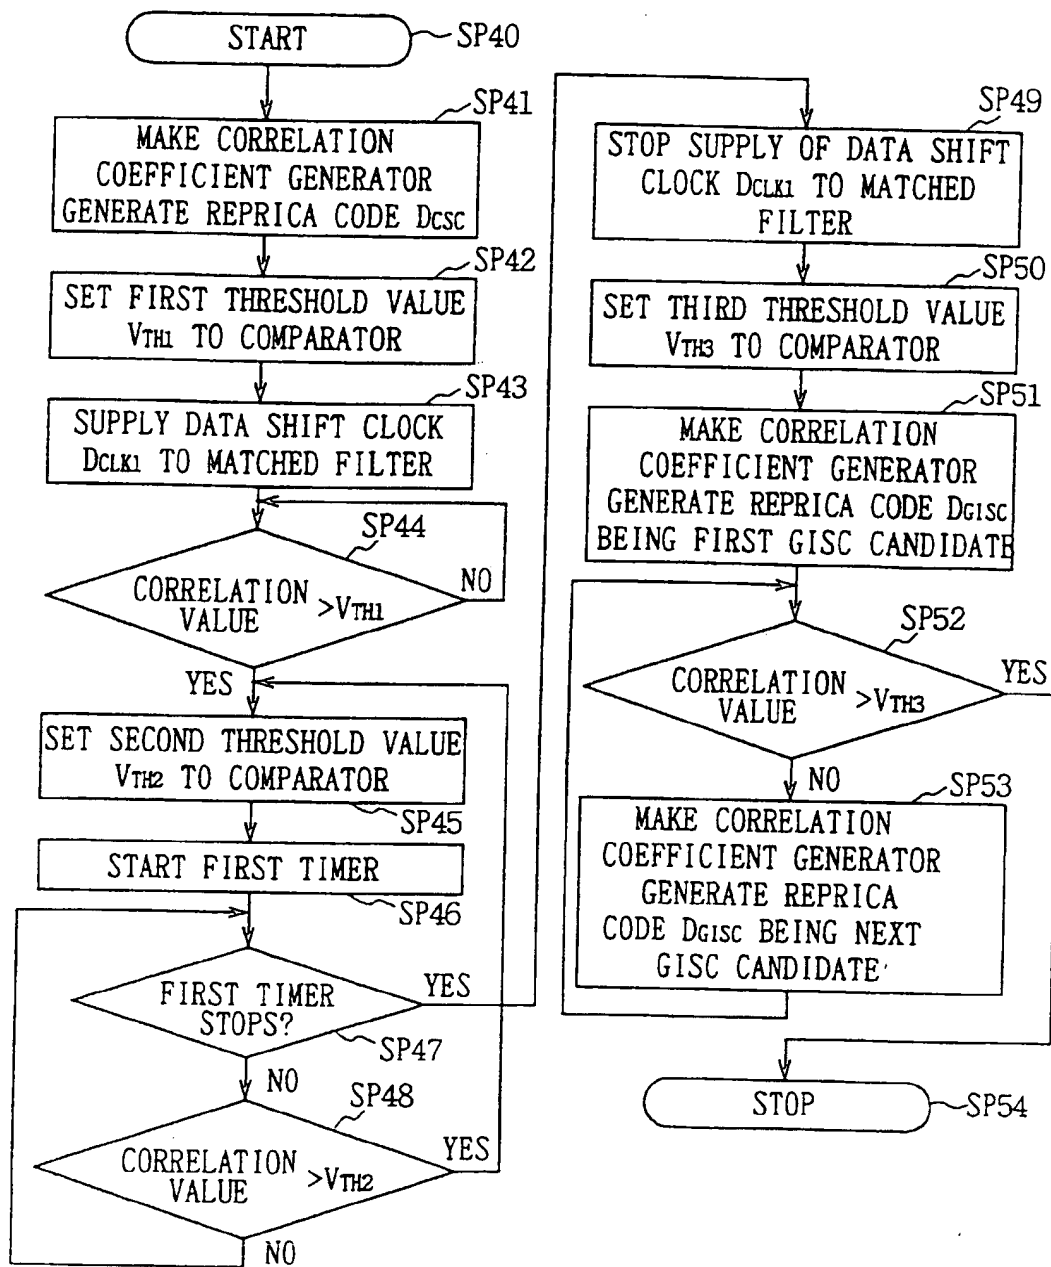 START
SP40
SP41
MAKE CORRELATION
COEFFICIENT GENERATOR
GENERATE REPRICA CODE DCSC
SP42
SET FIRST THRESHOLD VALUE
VTH1 TO COMPARATOR
SP43
SUPPLY DATA SHIFT CLOCK
DCLK1 TO MATCHED FILTER
SP44
CORRELATION
VALUE
>VTH1
NO
YES
SET SECOND THRESHOLD VALUE
VTH2 TO COMPARATOR
SP45
START FIRST TIMER
SP46
FIRST TIMER
STOPS?
YES
SP47
NO
SP48
CORRELATION
VALUE
>VTH2
YES
NO
SP49
STOP SUPPLY OF DATA SHIFT
CLOCK DCLK1 TO MATCHED
FILTER
SP50
SET THIRD THRESHOLD VALUE
VTH3 TO COMPARATOR
SP51
MAKE CORRELATION
COEFFICIENT GENERATOR
GENERATE REPRICA CODE DGISC
BEING FIRST GISC CANDIDATE
SP52
CORRELATION
VALUE
>VTH3
YES
NO
SP53
MAKE CORRELATION
COEFFICIENT GENERATOR
GENERATE REPRICA
CODE DGISC BEING NEXT
GISC CANDIDATE
STOP
SP54